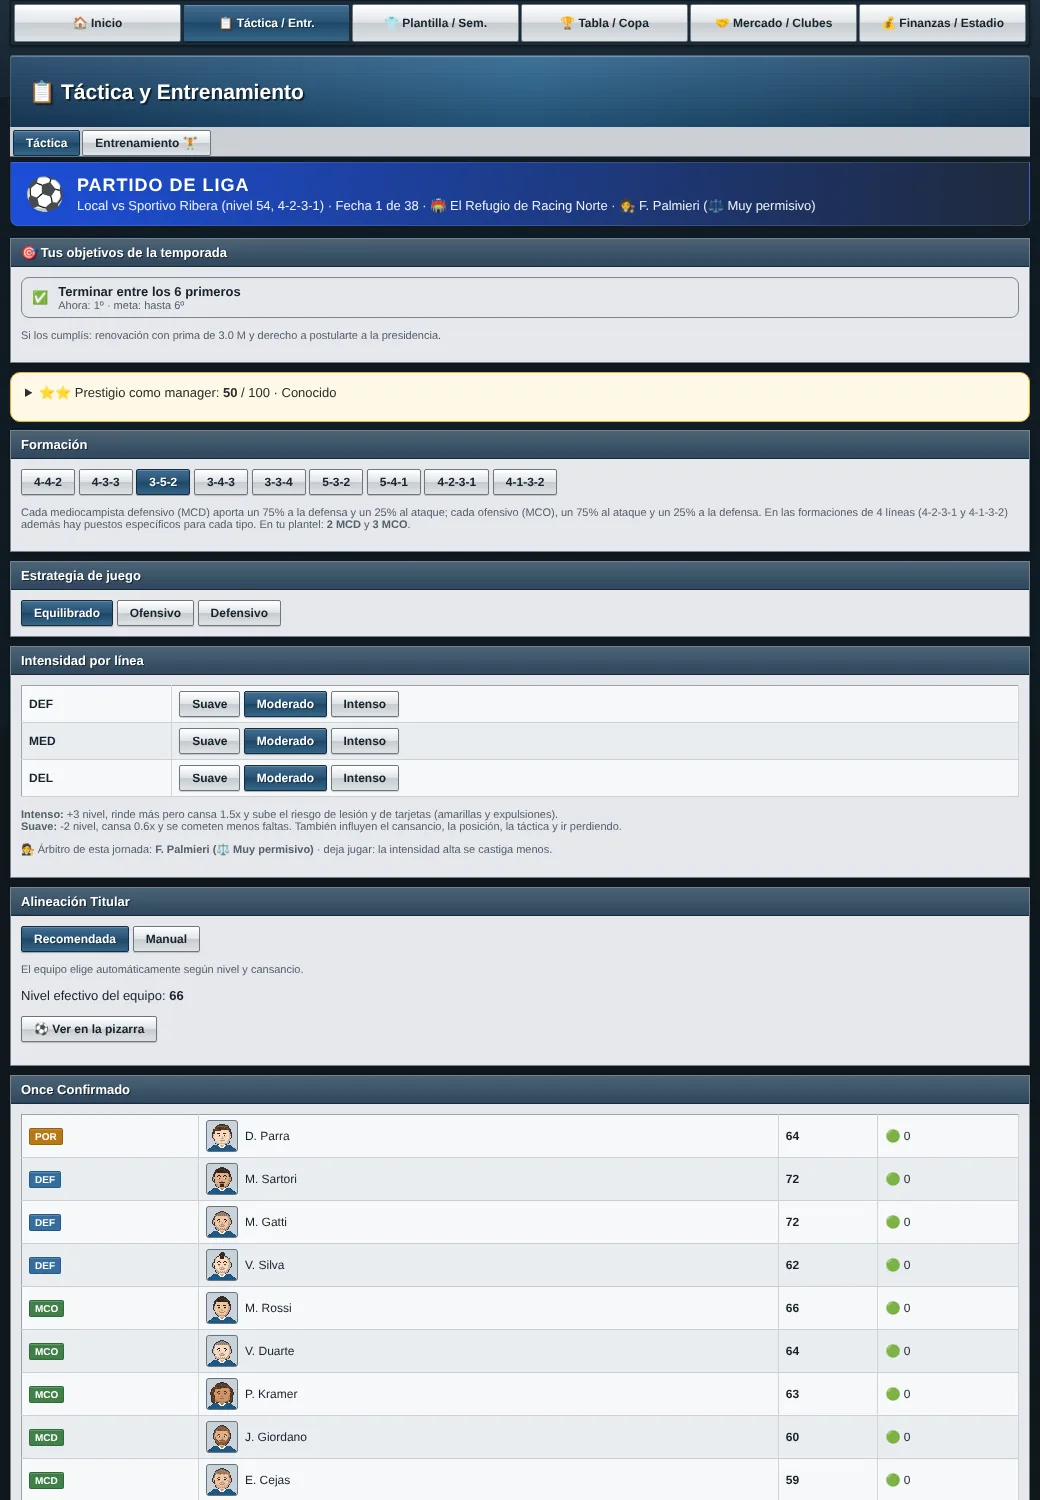 🏠 Inicio
📋 Táctica / Entr.
👕 Plantilla / Sem.
🏆 Tabla / Copa
🤝 Mercado / Clubes
💰 Finanzas / Estadio
📋 Táctica y Entrenamiento
Táctica
Entrenamiento 🏋️
PARTIDO DE LIGA
Local vs Sportivo Ribera (nivel 54, 4-2-3-1) · Fecha 1 de 38 · 🏟️ El Refugio de Racing Norte · 🧑‍⚖️ F. Palmieri (⚖️ Muy permisivo)
🎯 Tus objetivos de la temporada
✅ Terminar entre los 6 primeros
Ahora: 1º · meta: hasta 6º
Si los cumplís: renovación con prima de 3.0 M y derecho a postularte a la presidencia.
▶ ⭐⭐ Prestigio como manager: 50 / 100 · Conocido
Formación
4-4-2
4-3-3
3-5-2
3-4-3
3-3-4
5-3-2
5-4-1
4-2-3-1
4-1-3-2
Cada mediocampista defensivo (MCD) aporta un 75% a la defensa y un 25% al ataque; cada ofensivo (MCO), un 75% al ataque y un 25% a la defensa. En las formaciones de 4 líneas (4-2-3-1 y 4-1-3-2)
además hay puestos específicos para cada tipo. En tu plantel: 2 MCD y 3 MCO.
Estrategia de juego
Equilibrado
Ofensivo
Defensivo
Intensidad por línea
DEF Suave Moderado Intenso
MED Suave Moderado Intenso
DEL Suave Moderado Intenso
Intenso: +3 nivel, rinde más pero cansa 1.5x y sube el riesgo de lesión y de tarjetas (amarillas y expulsiones).
Suave: -2 nivel, cansa 0.6x y se cometen menos faltas. También influyen el cansancio, la posición, la táctica y ir perdiendo.
🧑‍⚖️ Árbitro de esta jornada: F. Palmieri (⚖️ Muy permisivo) · deja jugar: la intensidad alta se castiga menos.
Alineación Titular
Recomendada
Manual
El equipo elige automáticamente según nivel y cansancio.
Nivel efectivo del equipo: 66
⚽ Ver en la pizarra
Once Confirmado
POR D. Parra 64 🟢 0
DEF M. Sartori 72 🟢 0
DEF M. Gatti 72 🟢 0
DEF V. Silva 62 🟢 0
MCO M. Rossi 66 🟢 0
MCO V. Duarte 64 🟢 0
MCO P. Kramer 63 🟢 0
MCD J. Giordano 60 🟢 0
MCD E. Cejas 59 🟢 0